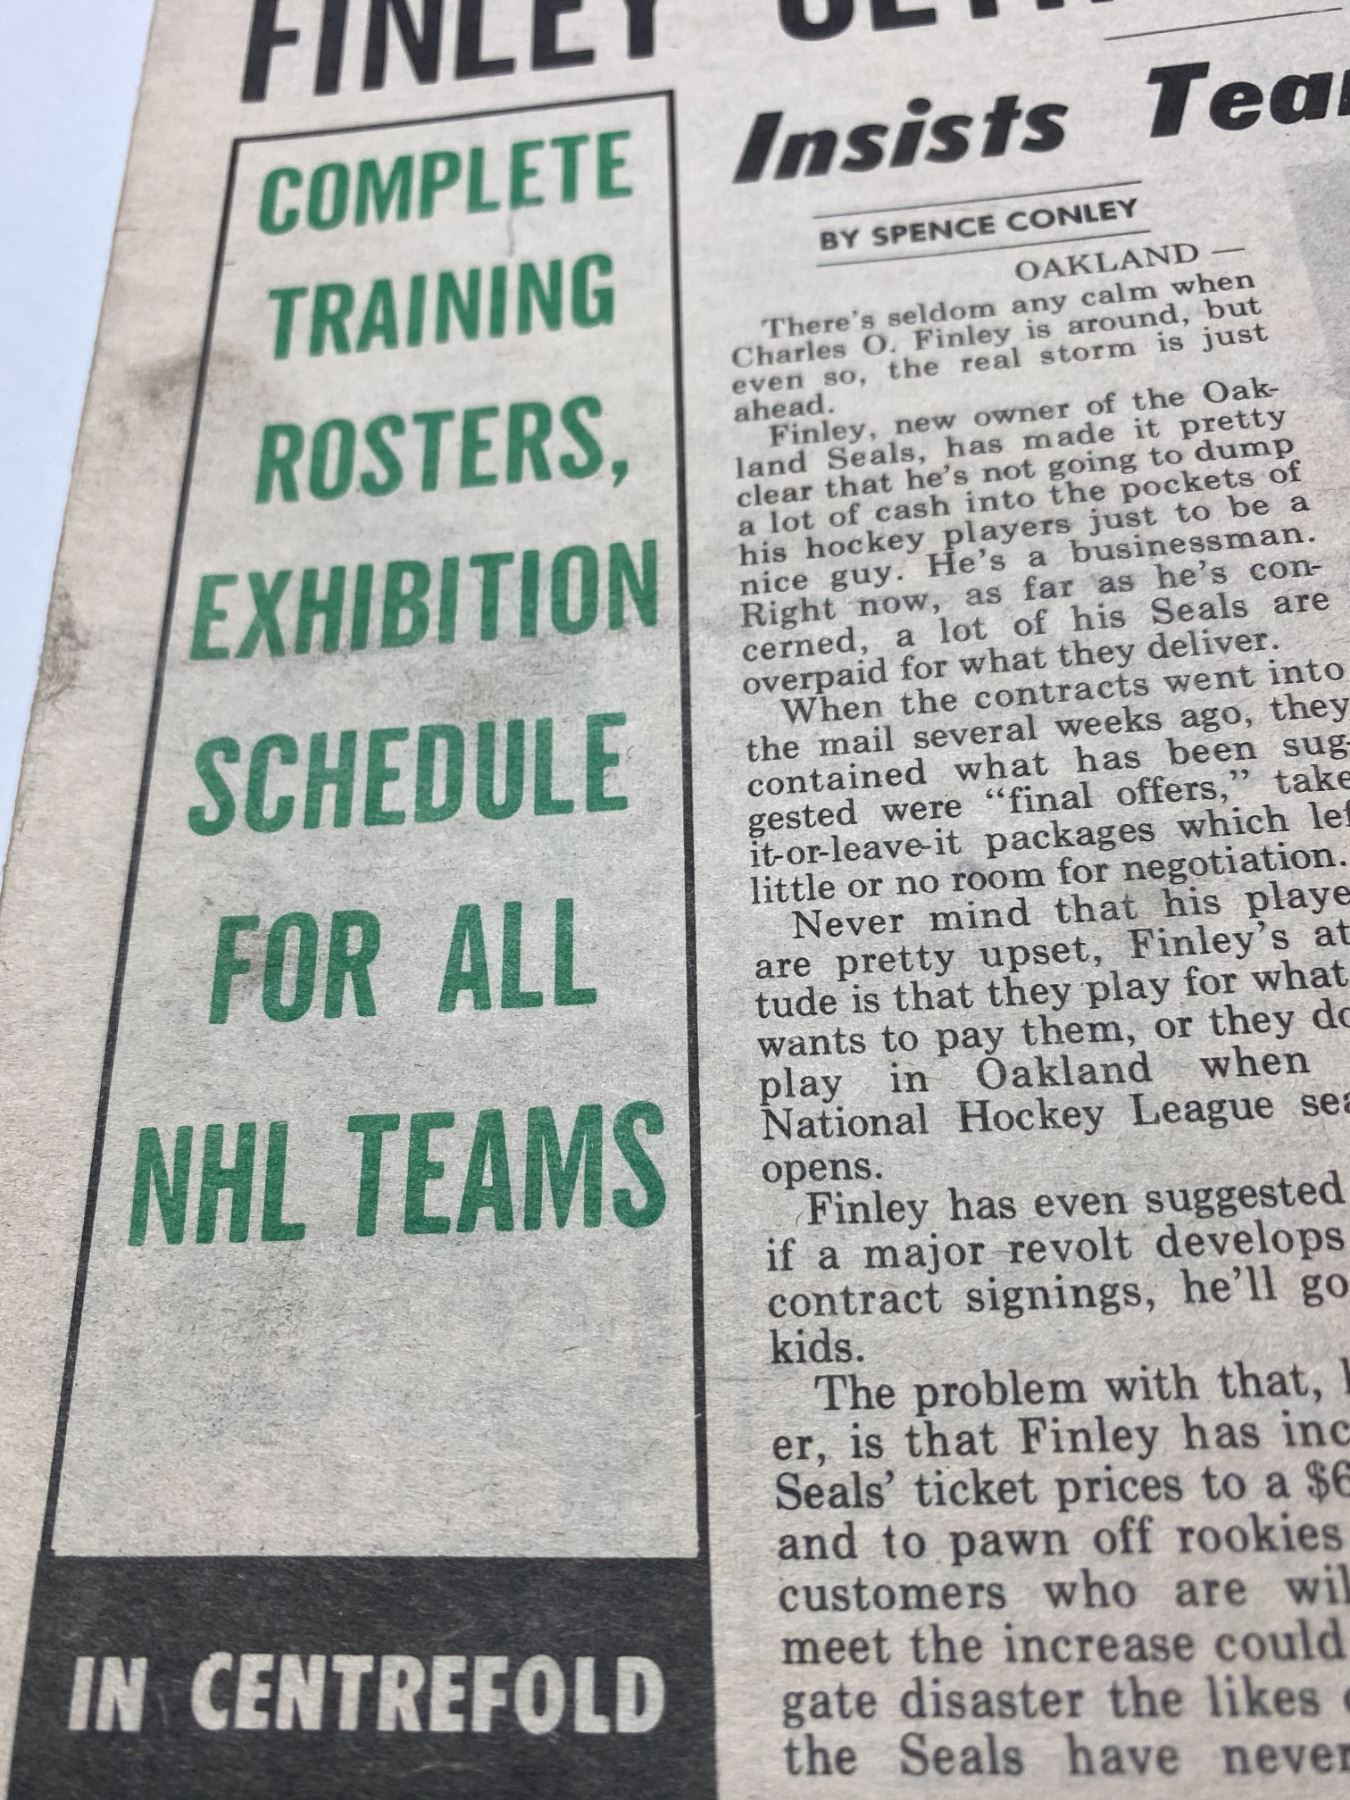 FINLEY
COMPLETE
TRAINING
ROSTERS,
EXHIBITION
SCHEDULE
FOR ALL
NHL TEAMS
IN CENTREFOLD
Insists
BY SPENCE CONLEY
OAKLAND —
There's seldom any calm when
Charles O. Finley is around, but
even so, the real storm is just
ahead.
Finley, new owner of the Oak-
land Seals, has made it pretty
clear that he's not going to dump
a lot of cash into the pockets of
his hockey players just to be a
nice guy. He's a businessman.
Right now, as far as he's con-
cerned, a lot of his Seals are
overpaid for what they deliver.
When the contracts went into
the mail several weeks ago, they
contained what has been sug-
gested were “final offers,” take
it-or-leave-it packages which
little or no room for negotiation.
Never mind that his
are pretty upset, Finley's
tude is that they play for what
wants to pay them, or they
play in Oakland when
National Hockey League
opens.
Finley has even suggested
if a major revolt develops
contract signings, he'll go
kids.
The problem with that,
er, is that Finley has
Seals' ticket prices to a $6
and to pawn off rookies
customers who are
meet the increase could
gate disaster the likes
the Seals have never